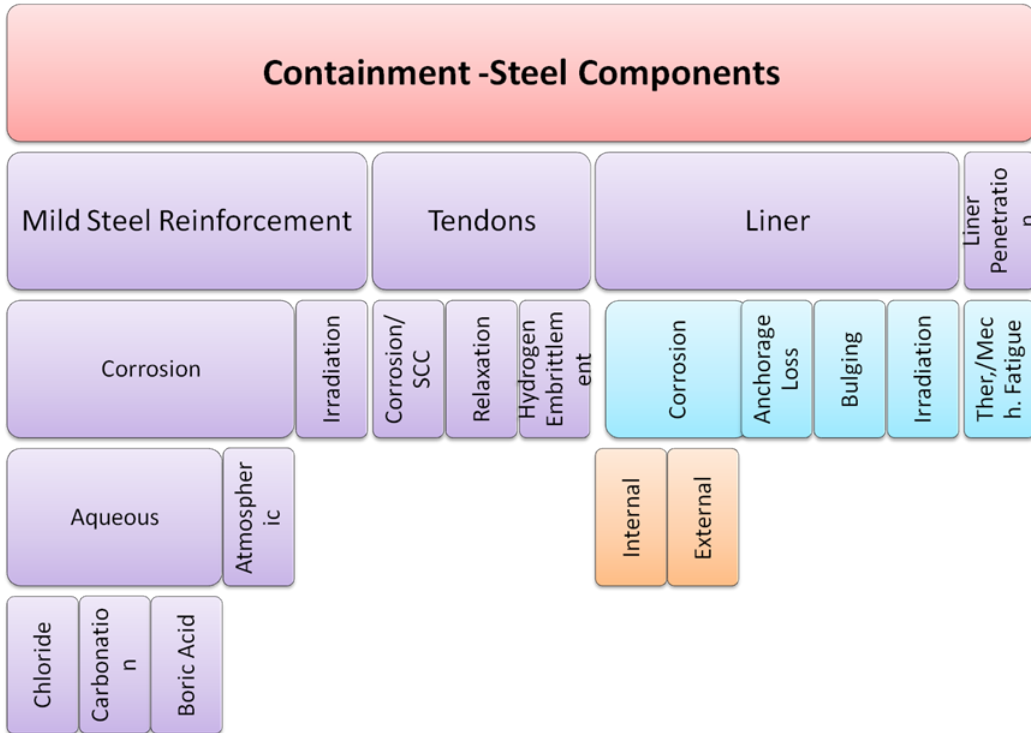 Containment -Steel Components
Mild Steel Reinforcement
Tendons
Liner
Liner
Penetratio
n
Corrosion
Irradiation
Corrosion/
SCC
Relaxation
Hydrogen
Embrittlem
ent
Corrosion
Anchorage
Loss
Bulging
Irradiation
Ther,/Mec
h. Fatigue
Aqueous
Atmospher
ic
Internal
External
Chloride
Carbonatio
n
Boric Acid